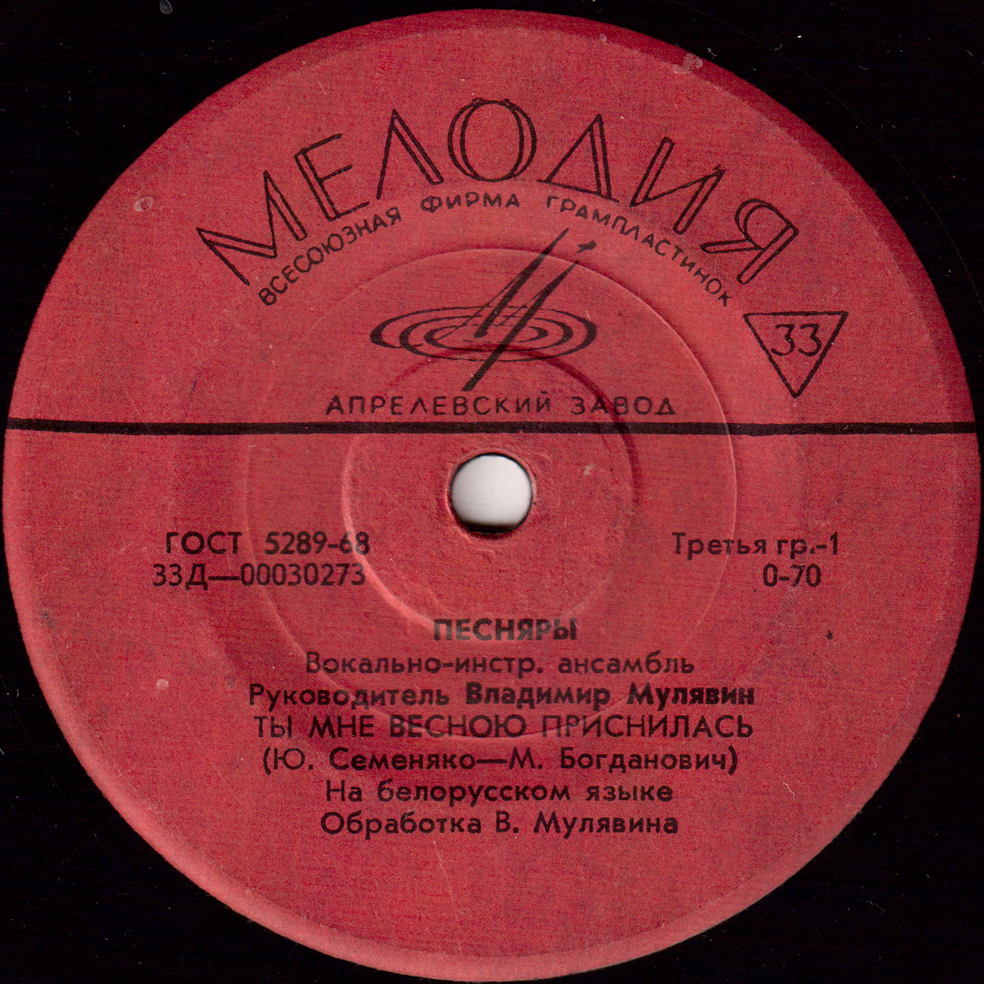 МЕЛОДИЯ
ВСЕСОЮЗНАЯ ФИРМА ГРАМПЛАСТИНОК
33
АПРЕЛЕВСКИЙ ЗАВОД
ГОСТ 5289-68
Третья гр.-1
33Д—00030273
0-70
ПЕСНЯРЫ
Вокально-инстр. ансамбль
Руководитель Владимир Мулявин
ТЫ МНЕ ВЕСНОЮ ПРИСНИЛАСЬ
(Ю. Семеняко—М. Богданович)
На белорусском языке
Обработка В. Мулявина